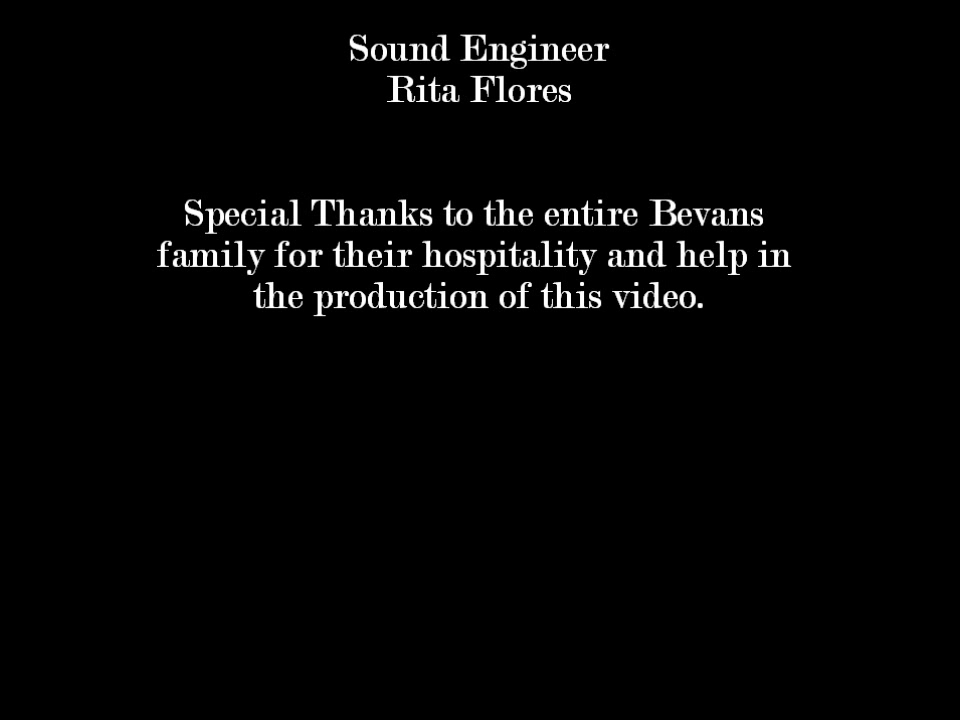 Sound Engineer
Rita Flores
Special Thanks to the entire Bevans
family for their hospitality and help in
the production of this video.